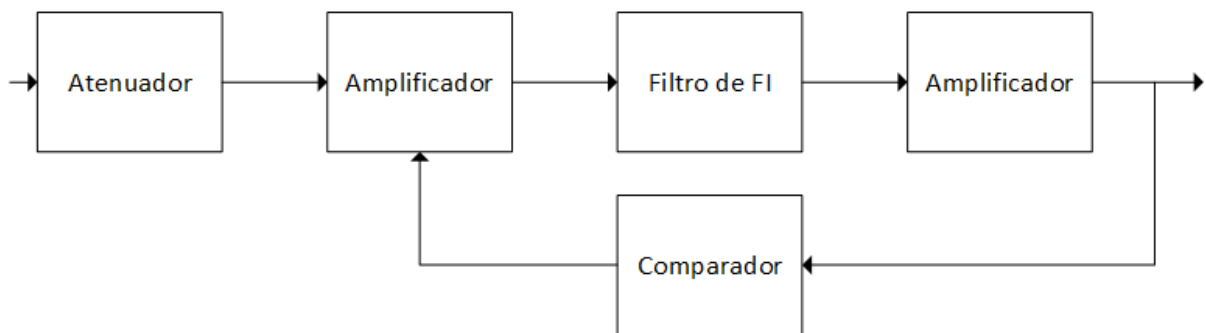 Atenuador
Amplificador
Filtro de FI
Amplificador
Comparador